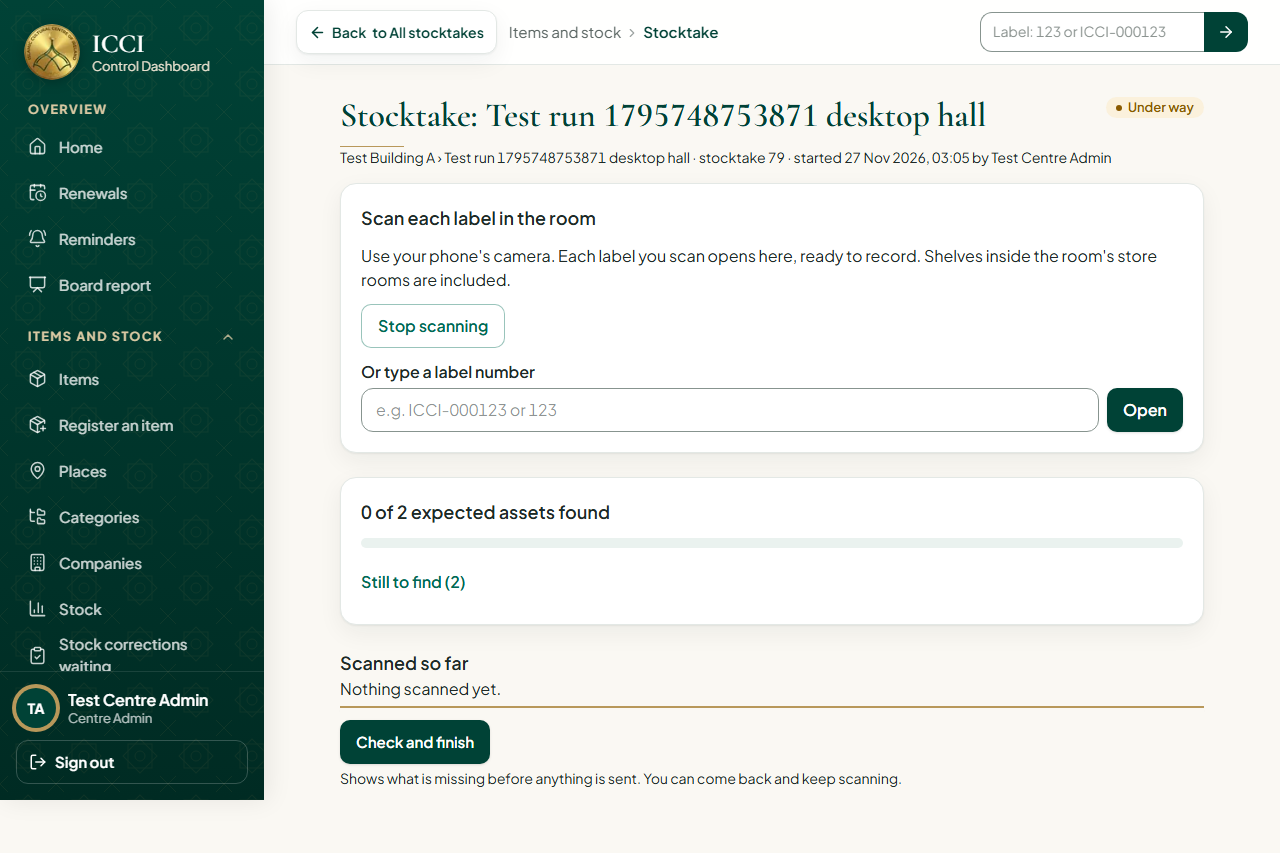 ICCI
Control Dashboard
OVERVIEW
Home
Renewals
Reminders
Board report
ITEMS AND STOCK
Items
Register an item
Places
Categories
Companies
Stock
Stock corrections
waiting
TA
Test Centre Admin
Centre Admin
Sign out
Back to All stocktakes
Items and stock › Stocktake
Label: 123 or ICCI-000123
Stocktake: Test run 1795748753871 desktop hall
Under way
Test Building A › Test run 1795748753871 desktop hall · stocktake 79 · started 27 Nov 2026, 03:05 by Test Centre Admin
Scan each label in the room
Use your phone's camera. Each label you scan opens here, ready to record. Shelves inside the room's store
rooms are included.
Stop scanning
Or type a label number
e.g. ICCI-000123 or 123
Open
0 of 2 expected assets found
Still to find (2)
Scanned so far
Nothing scanned yet.
Check and finish
Shows what is missing before anything is sent. You can come back and keep scanning.